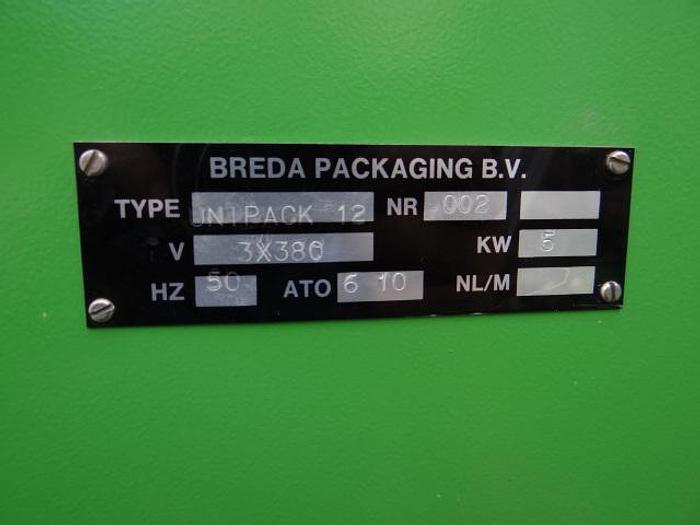 BREDA PACKAGING B.V.
TYPE UNIPACK 12 NR 002
V 3X380 KW 5
HZ 50 ATO 6 10 NL/M